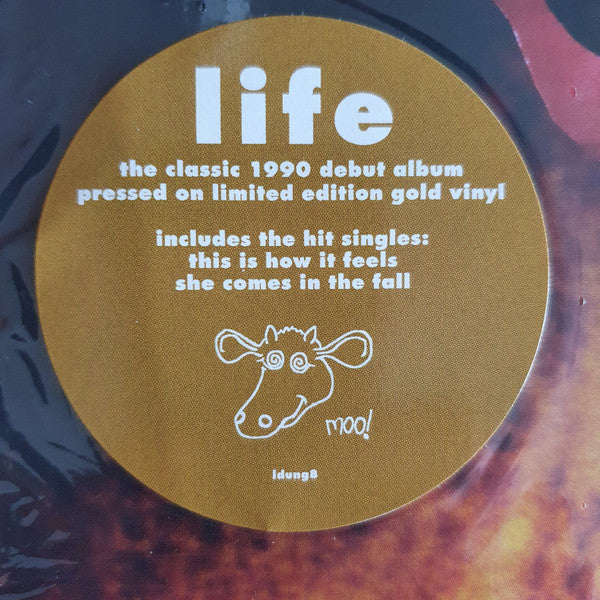 life
the classic 1990 debut album
pressed on limited edition gold vinyl
includes the hit singles:
this is how it feels
she comes in the fall
moo!
ldung8